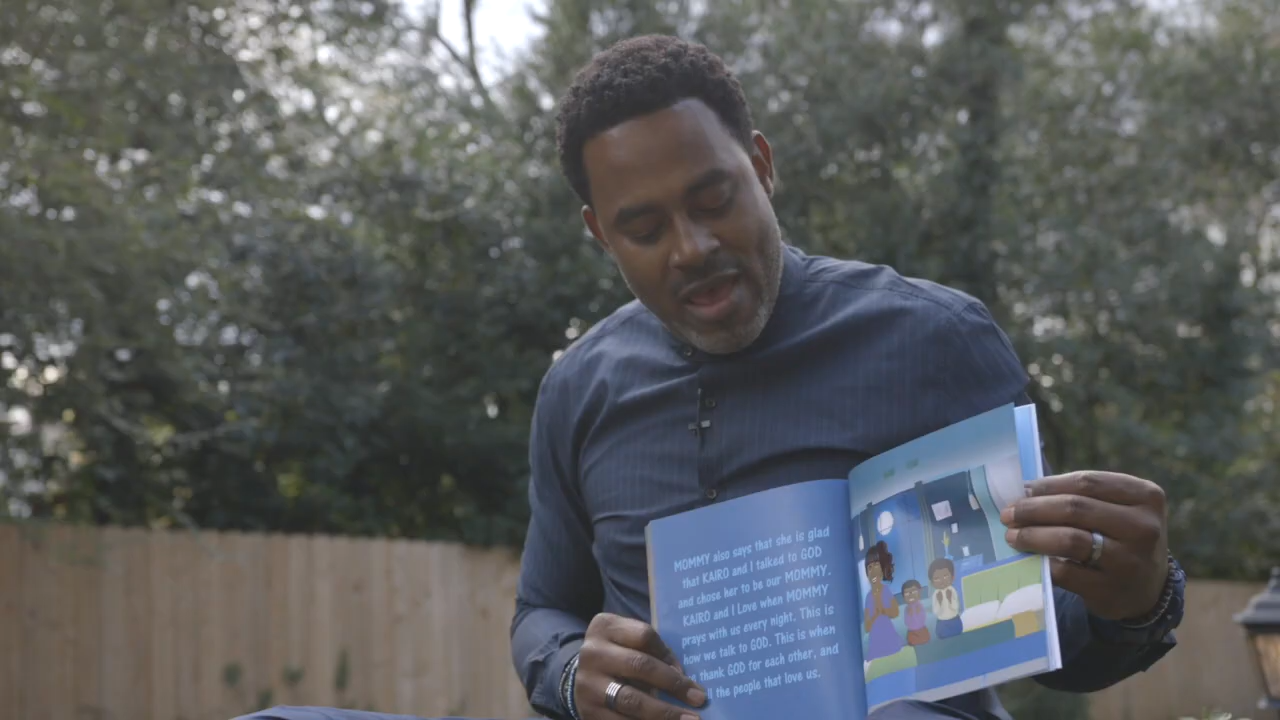 MOMMY also says that she is glad
that KAIRO and I talked to GOD
and chose her to be our MOMMY.
KAIRO and I Love when MOMMY
prays with us every night. This is
how we talk to GOD. This is when
thank GOD for each other, and
the people that love us.